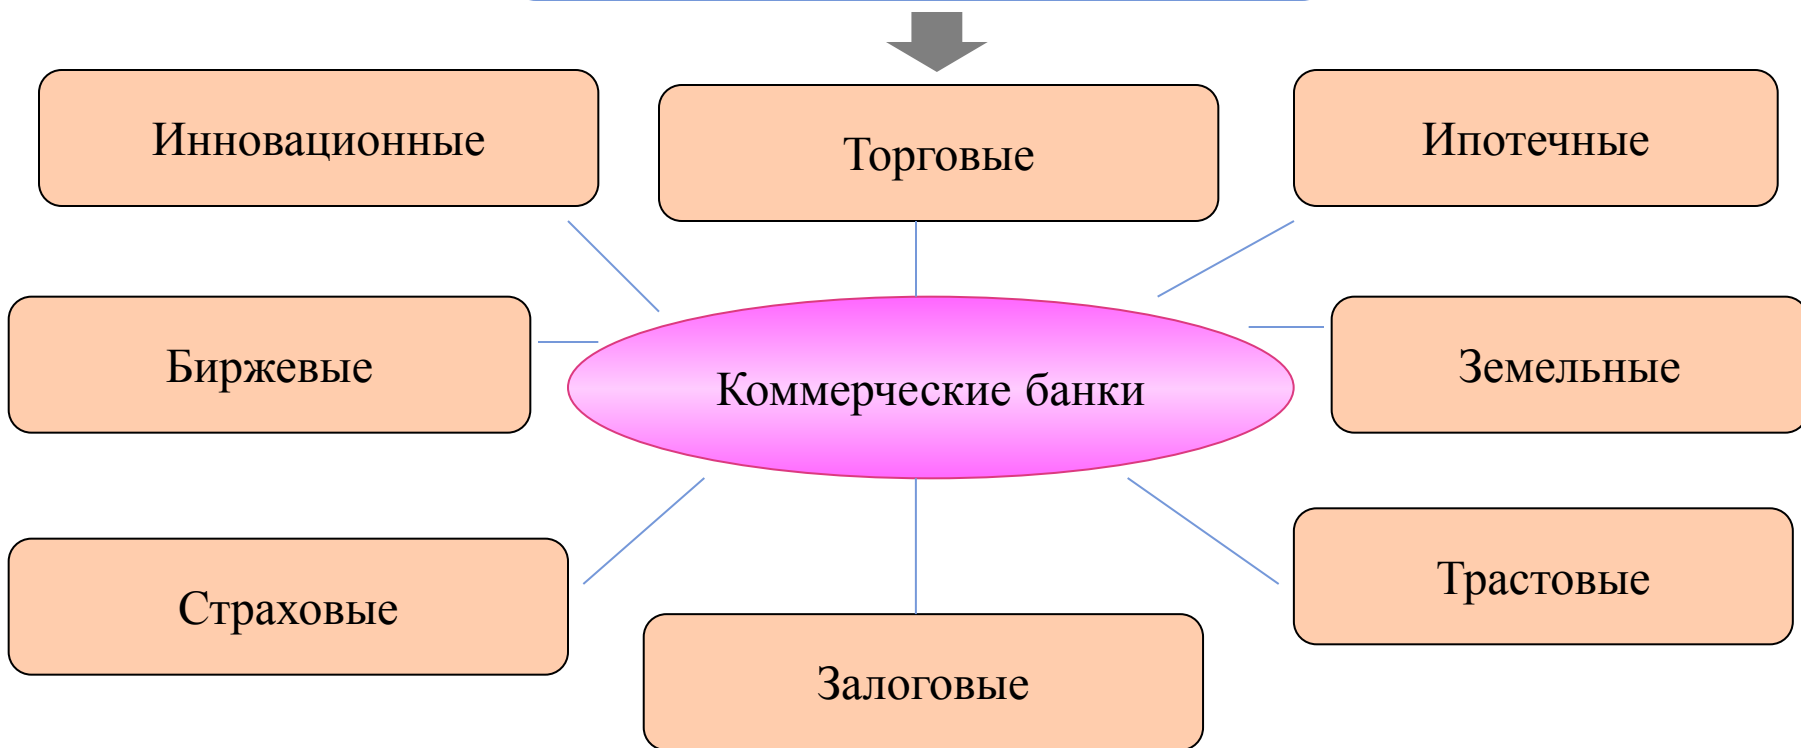 Инновационные
Торговые
Ипотечные
Биржевые
Коммерческие банки
Земельные
Страховые
Залоговые
Трастовые